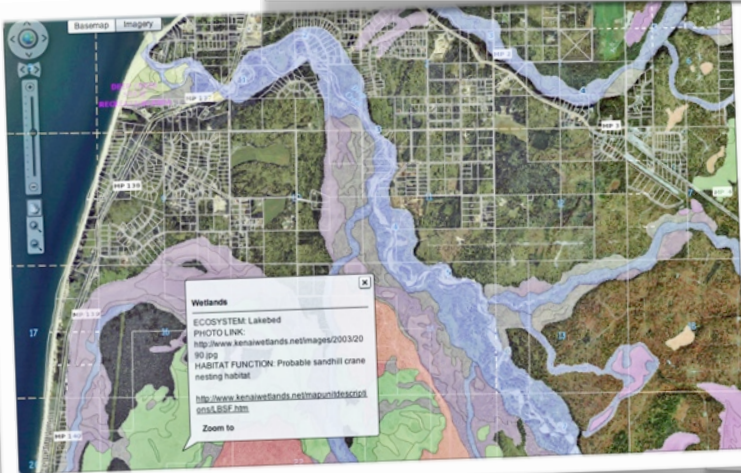 Basemap Imagery
MP 138
MP 3
17
16
Wetlands
ECOSYSTEM: Lakebed
PHOTO LINK:
http://www.kenaiwetlands.net/images/2003/20
90.jpg
HABITAT FUNCTION: Probable sandhill crane
nesting habitat
http://www.kenaiwetlands.net/mapunitdescripti
ons/LBSF.htm
Zoom to
MP 140